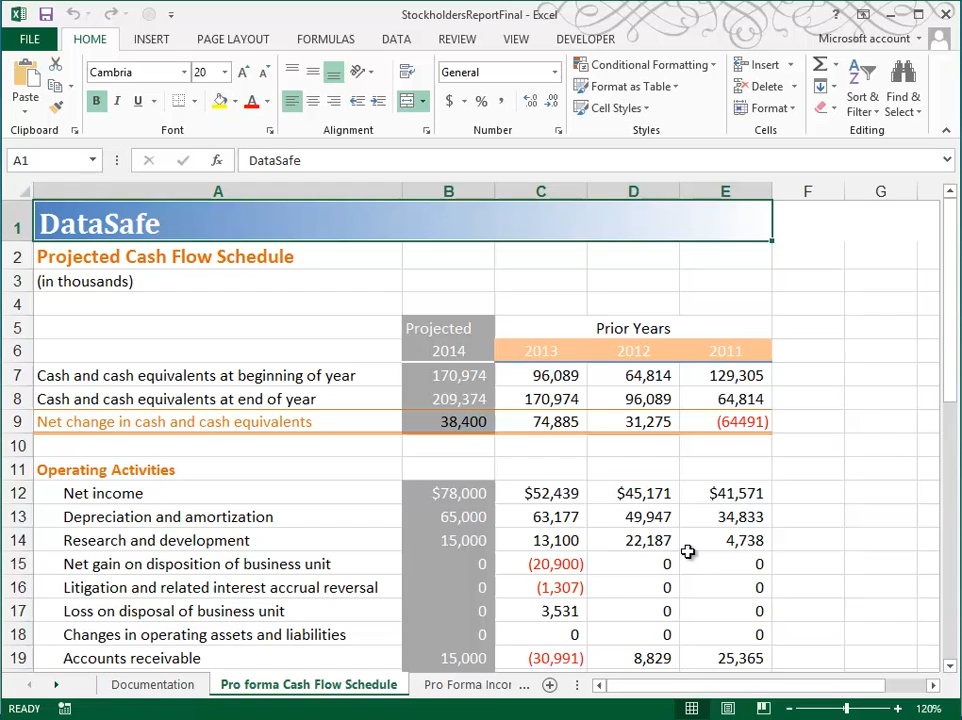 StockholdersReportFinal - Excel
FILE HOME INSERT PAGE LAYOUT FORMULAS DATA REVIEW VIEW DEVELOPER Microsoft account
Paste
Cambria 20
B I U
General
$ % ,
Conditional Formatting
Format as Table
Cell Styles
Insert
Delete
Format
Sort &
Filter
Find &
Select
Clipboard Font Alignment Number Styles Cells Editing
A1 fx DataSafe
A B C D E F G
1 DataSafe
2 Projected Cash Flow Schedule
3 (in thousands)
4
5 Projected Prior Years
6 2014 2013 2012 2011
7 Cash and cash equivalents at beginning of year 170,974 96,089 64,814 129,305
8 Cash and cash equivalents at end of year 209,374 170,974 96,089 64,814
9 Net change in cash and cash equivalents 38,400 74,885 31,275 (64491)
10
11 Operating Activities
12 Net income $78,000 $52,439 $45,171 $41,571
13 Depreciation and amortization 65,000 63,177 49,947 34,833
14 Research and development 15,000 13,100 22,187 4,738
15 Net gain on disposition of business unit 0 (20,900) 0 0
16 Litigation and related interest accrual reversal 0 (1,307) 0 0
17 Loss on disposal of business unit 0 3,531 0 0
18 Changes in operating assets and liabilities 0 0 0 0
19 Accounts receivable 15,000 (30,991) 8,829 25,365
Documentation Pro forma Cash Flow Schedule Pro Forma Incor ...
READY 120%